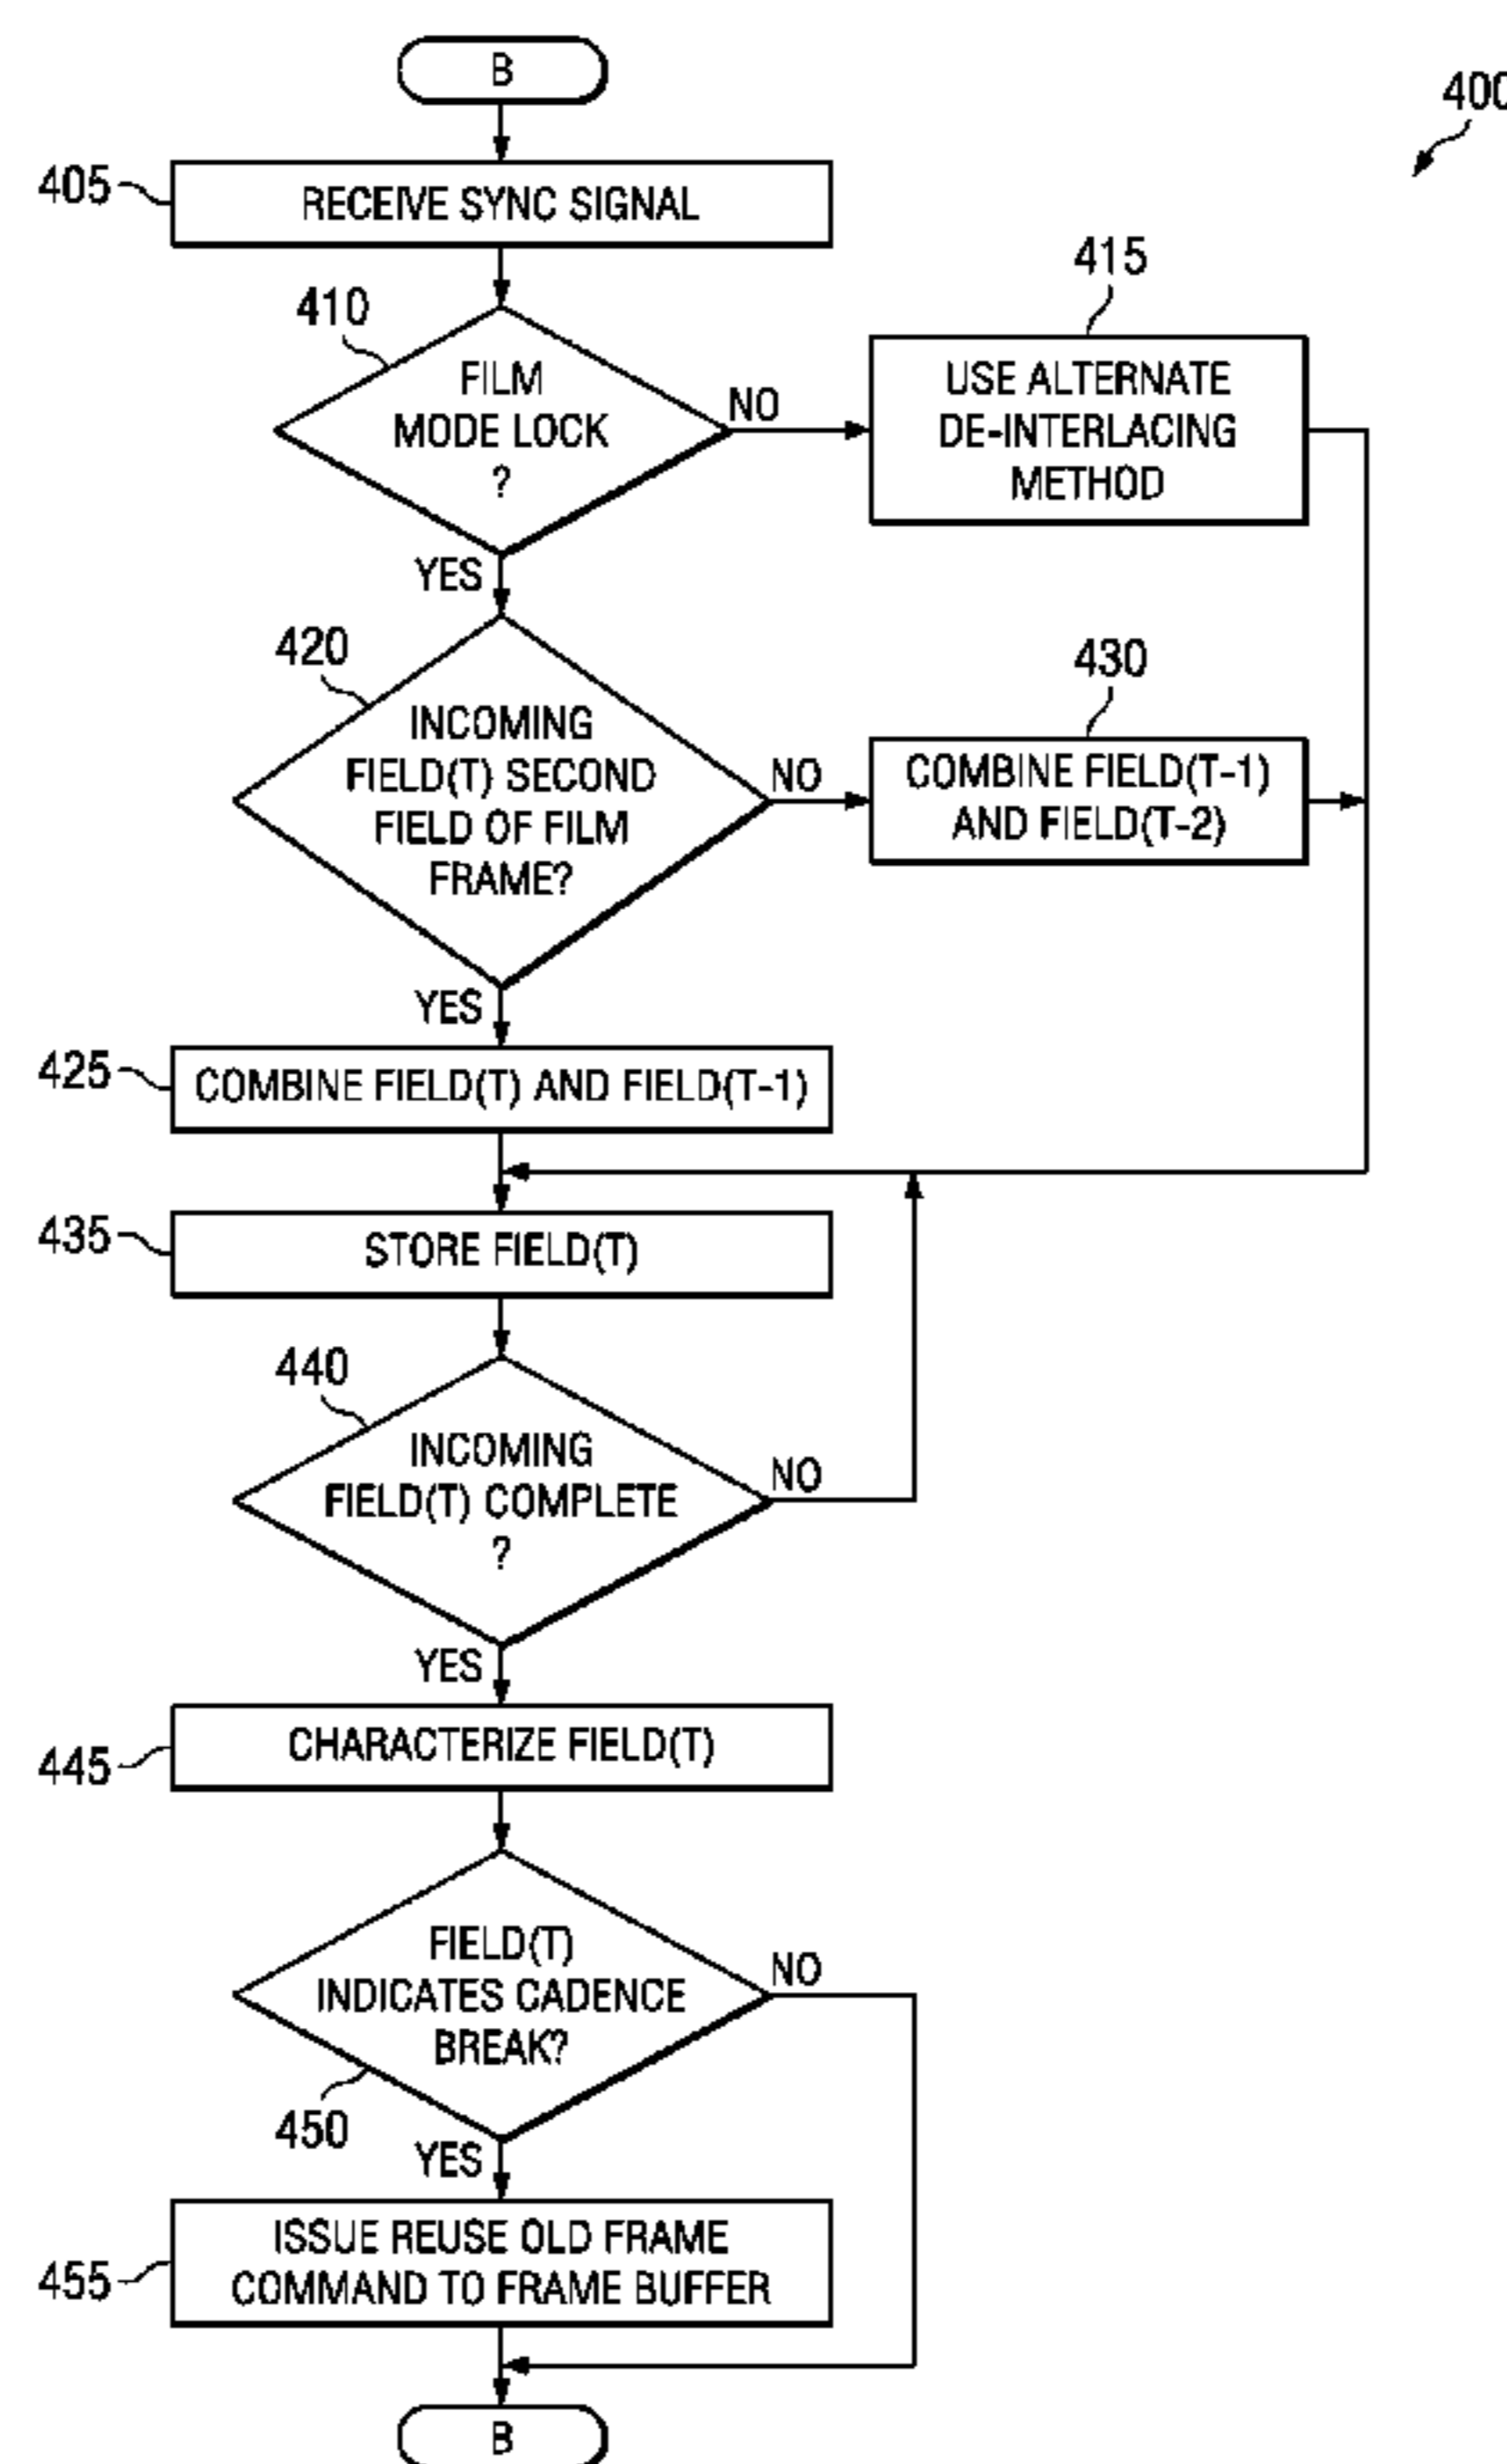 B
400
405
RECEIVE SYNC SIGNAL
410
FILM
MODE LOCK
?
NO
415
USE ALTERNATE
DE-INTERLACING
METHOD
YES
420
INCOMING
FIELD(T) SECOND
FIELD OF FILM
FRAME?
NO
430
COMBINE FIELD(T-1)
AND FIELD(T-2)
YES
425
COMBINE FIELD(T) AND FIELD(T-1)
435
STORE FIELD(T)
440
INCOMING
FIELD(T) COMPLETE
?
NO
YES
445
CHARACTERIZE FIELD(T)
FIELD(T)
INDICATES CADENCE
BREAK?
NO
450
YES
455
ISSUE REUSE OLD FRAME
COMMAND TO FRAME BUFFER
B